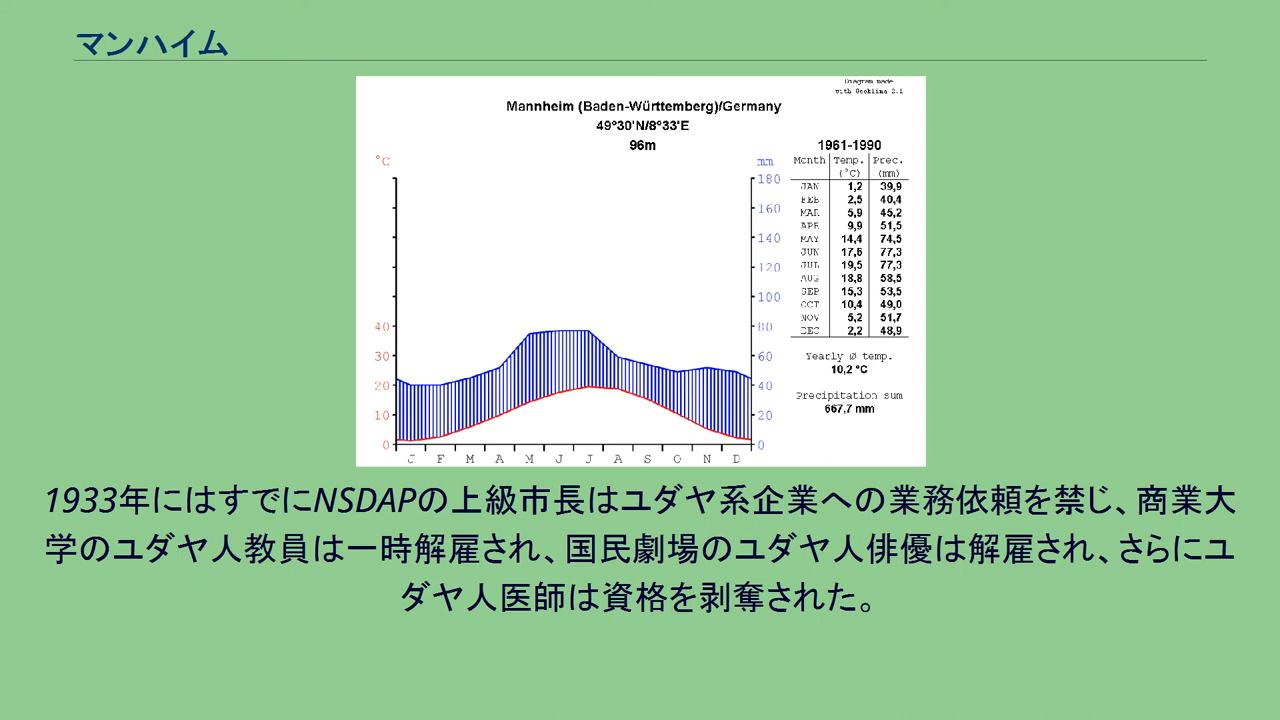 マンハイム
Diagram made
with Geoklima 2.1
Mannheim (Baden-Württemberg)/Germany
49°30'N/8°33'E
96m
°C
mm
180
160
140
120
100
40 80
30 60
20 40
10 20
0 0
J F M A M J J A S O N D
1961-1990
Month Temp. Prec.
(°C) (mm)
JAN 1,2 39,9
FEB 2,5 40,4
MAR 5,9 45,2
APR 9,9 51,5
MAY 14,4 74,5
JUN 17,6 77,3
JUL 19,5 77,3
AUG 18,8 58,5
SEP 15,3 53,5
OCT 10,4 49,0
NOV 5,2 51,7
DEC 2,2 48,9
Yearly Ø temp.
10,2 °C
Precipitation sum
667,7 mm
1933年にはすでにNSDAPの上級市長はユダヤ系企業への業務依頼を禁じ、商業大
学のユダヤ人教員は一時解雇され、国民劇場のユダヤ人俳優は解雇され、さらにユ
ダヤ人医師は資格を剥奪された。